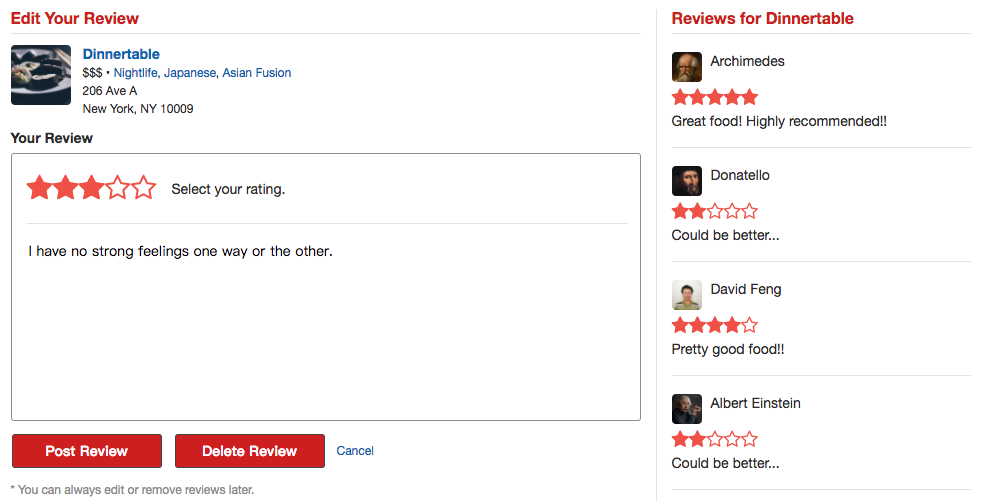 Edit Your Review
Dinnertable
$$$ • Nightlife, Japanese, Asian Fusion
206 Ave A
New York, NY 10009
Your Review
Select your rating.
I have no strong feelings one way or the other.
Post Review
Delete Review
Cancel
* You can always edit or remove reviews later.
Reviews for Dinnertable
Archimedes
Great food! Highly recommended!!
Donatello
Could be better...
David Feng
Pretty good food!!
Albert Einstein
Could be better...